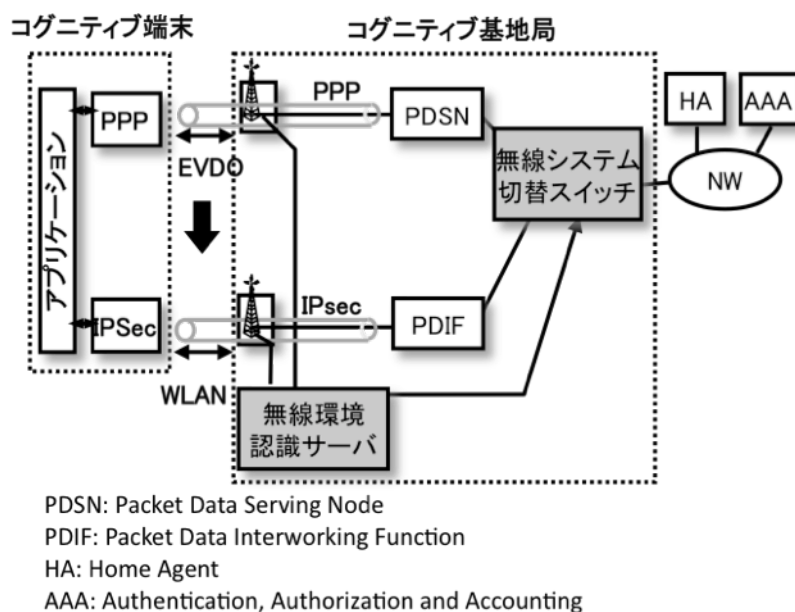 コグニティブ端末
コグニティブ基地局
アプリケーション
PPP
EVDO
PPP
PDSN
無線システム
切替スイッチ
HA
AAA
NW
IPSec
WLAN
IPsec
PDIF
無線環境
認識サーバ
PDSN: Packet Data Serving Node
PDIF: Packet Data Interworking Function
HA: Home Agent
AAA: Authentication, Authorization and Accounting